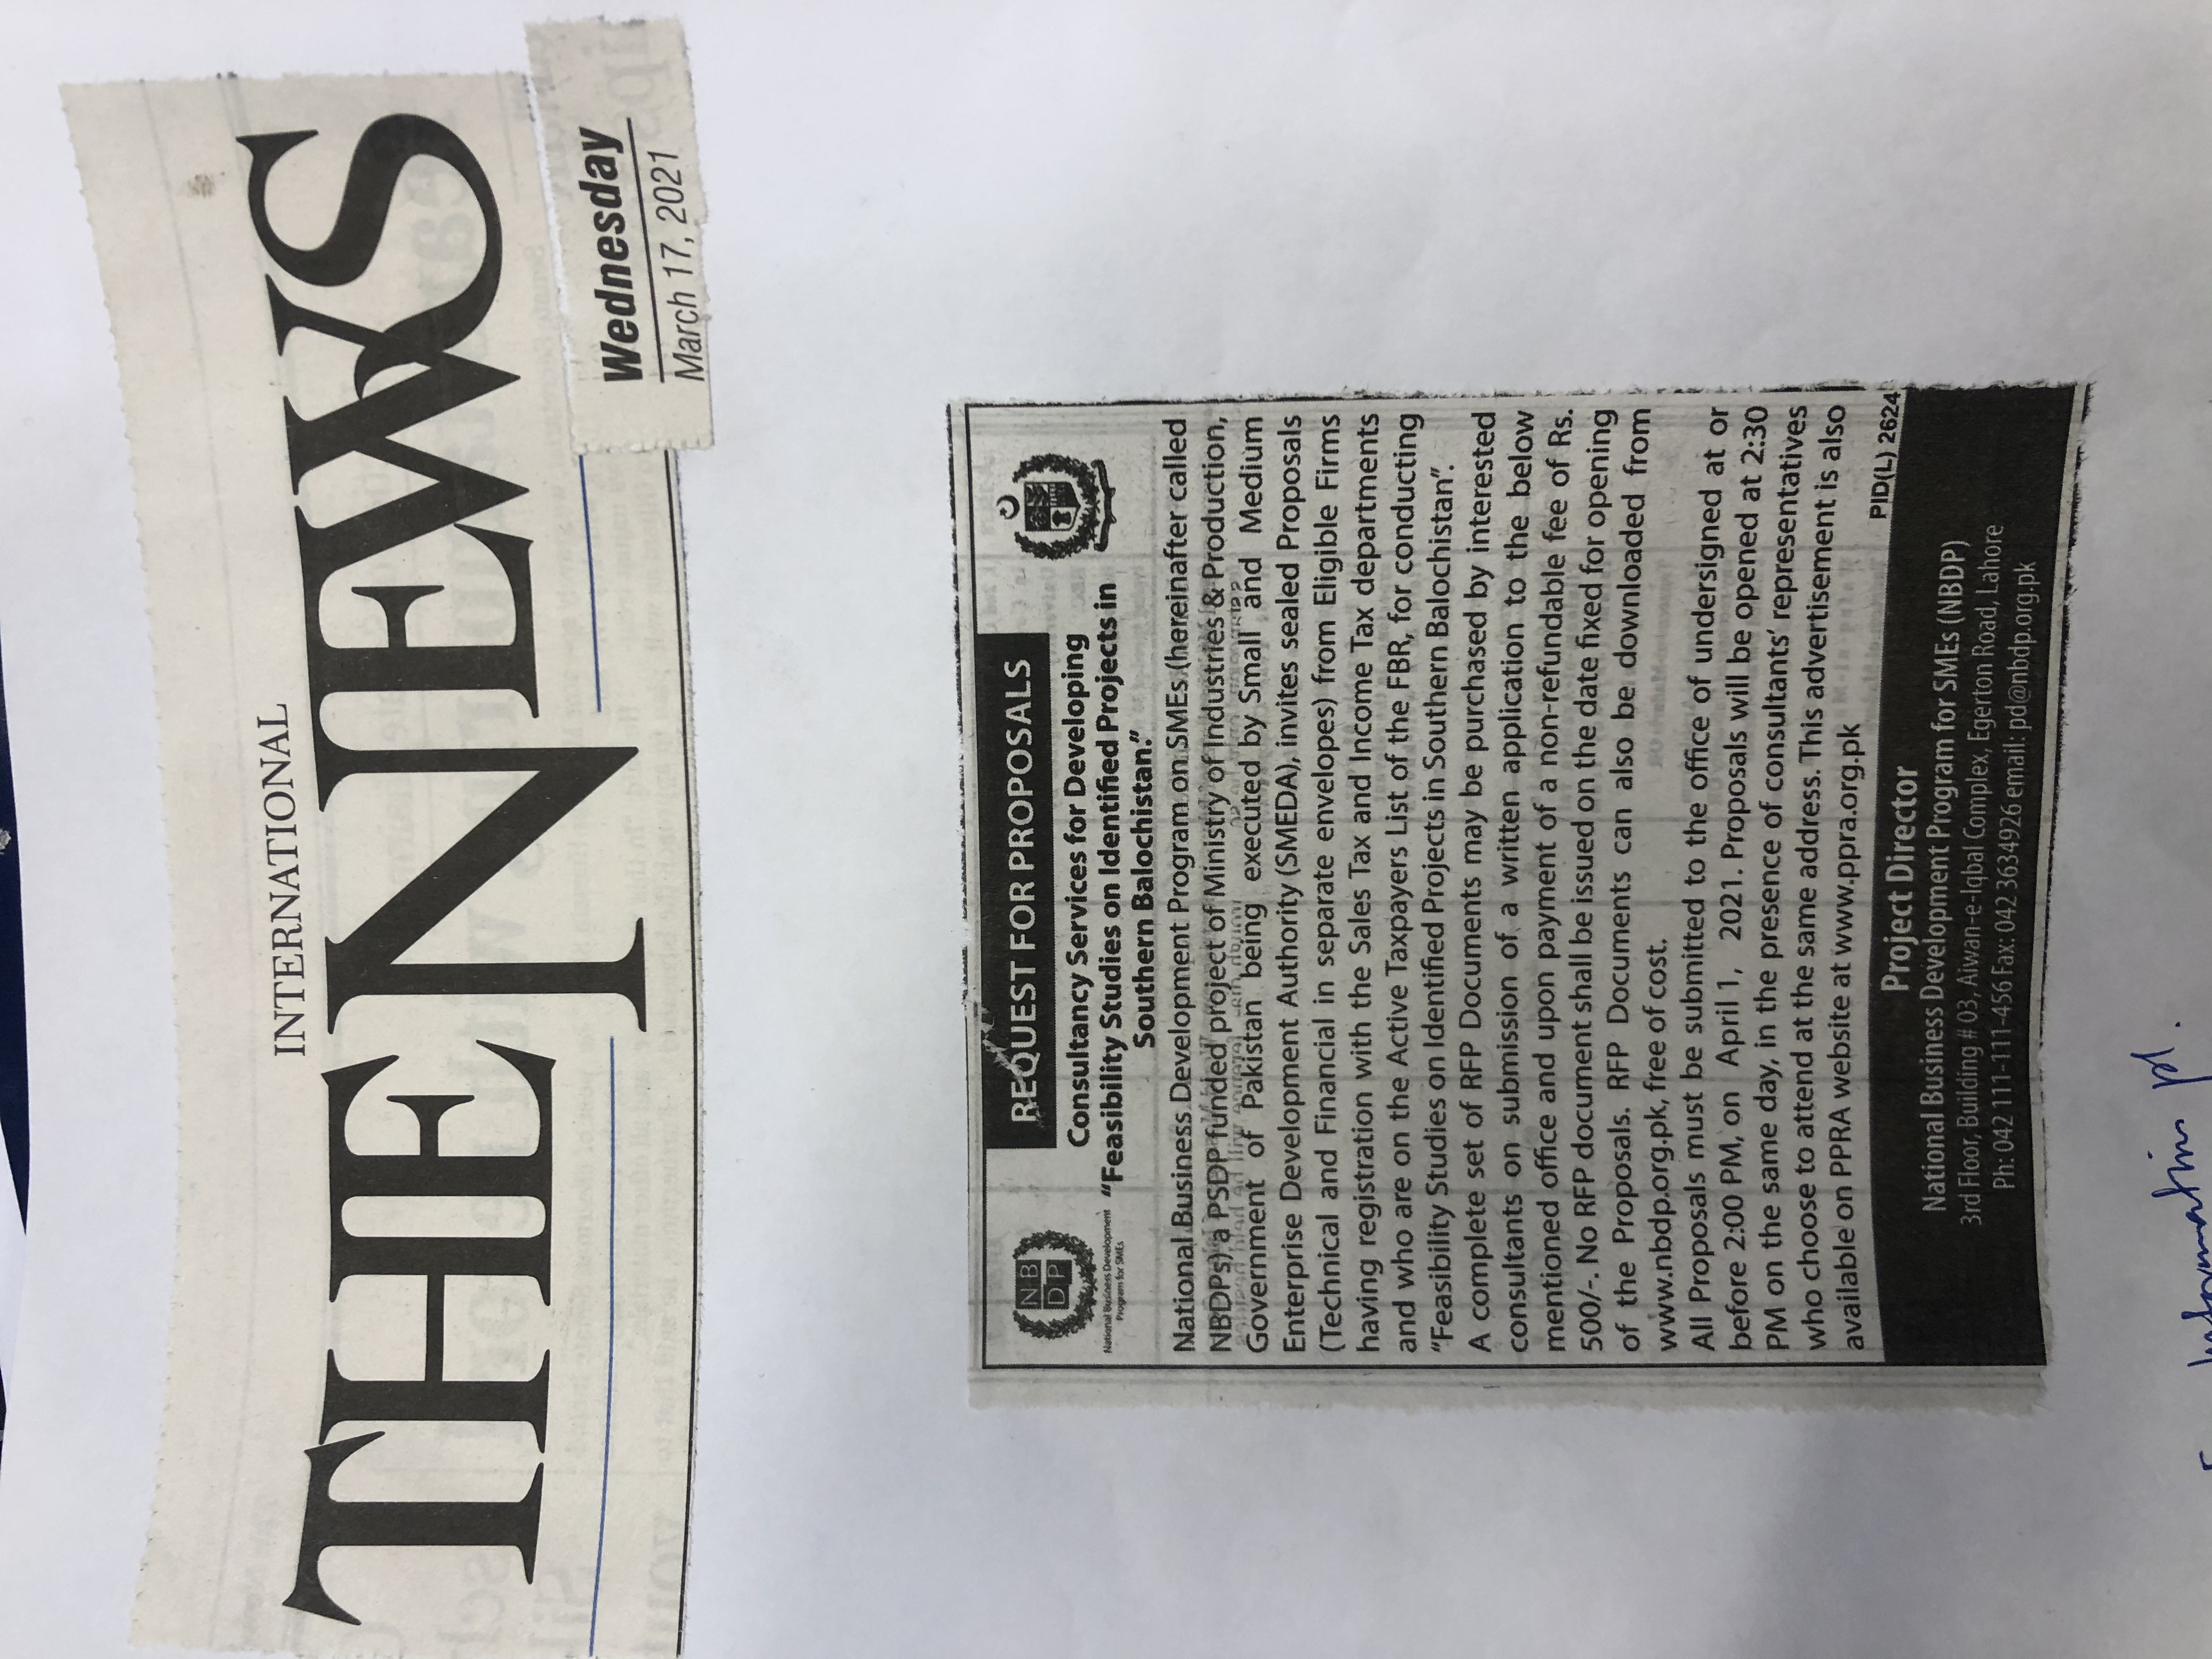 INTERNATIONAL
THE NEWS
Wednesday
March 17, 2021
REQUEST FOR PROPOSALS
NB
DP
National Business Development
Program for SMEs
Consultancy Services for Developing
"Feasibility Studies on Identified Projects in
Southern Balochistan."
National Business Development Program on SMEs (hereinafter called
NBDPs), a PSDP funded project of Ministry of Industries & Production,
Government of Pakistan being executed by Small and Medium
Enterprise Development Authority (SMEDA), invites sealed Proposals
(Technical and Financial in separate envelopes) from Eligible Firms
having registration with the Sales Tax and Income Tax departments
and who are on the Active Taxpayers List of the FBR, for conducting
"Feasibility Studies on Identified Projects in Southern Balochistan".
A complete set of RFP Documents may be purchased by interested
consultants on submission of a written application to the below
mentioned office and upon payment of a non-refundable fee of Rs.
500/-. No RFP document shall be issued on the date fixed for opening
of the Proposals. RFP Documents can also be downloaded from
www.nbdp.org.pk, free of cost.
All Proposals must be submitted to the office of undersigned at or
before 2:00 PM, on April 1, 2021. Proposals will be opened at 2:30
PM on the same day, in the presence of consultants' representatives
who choose to attend at the same address. This advertisement is also
available on PPRA website at www.ppra.org.pk
PID(L) 2624
Project Director
National Business Development Program for SMEs (NBDP)
3rd Floor, Building # 03, Aiwan-e-Iqbal Complex, Egerton Road, Lahore
Ph: 042 111-111-456 Fax: 042 3634926 email: pd@nbdp.org.pk
information pl.